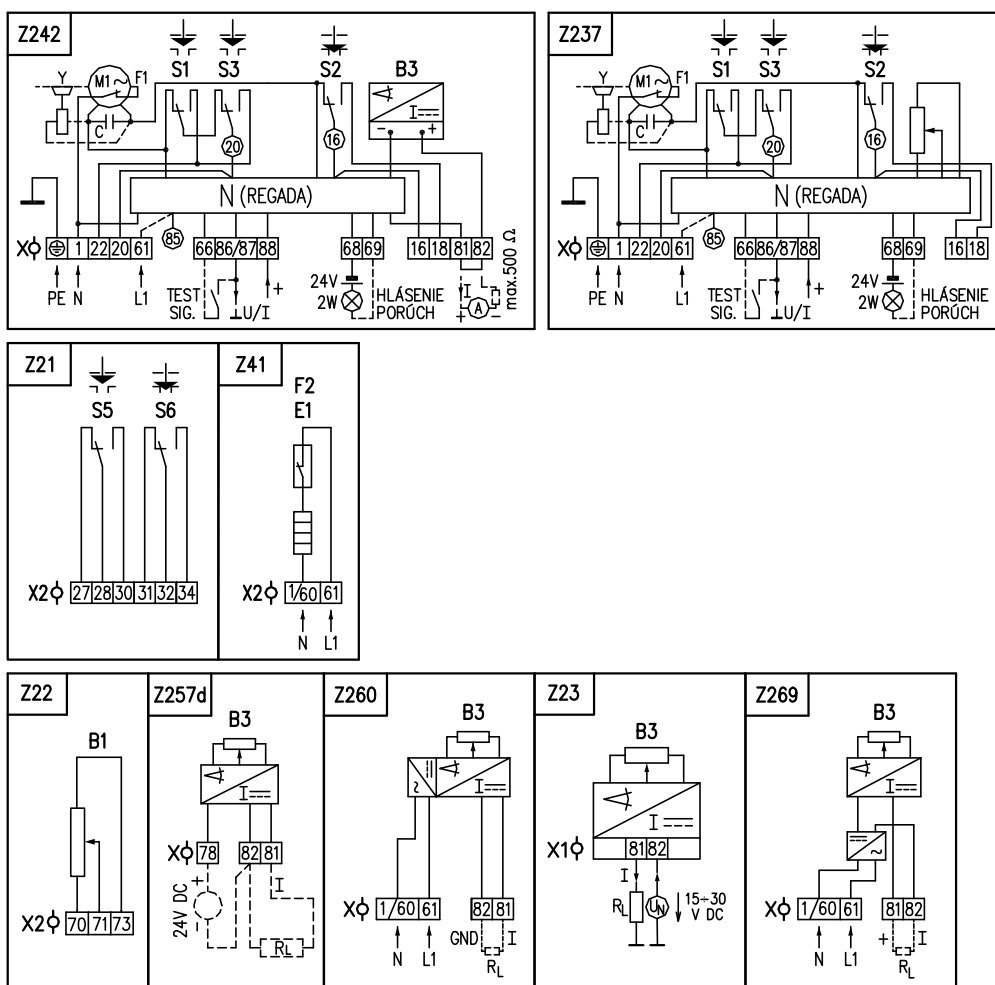 Z242
S1 S3 S2 B3
Y M1 ~ F1
C
20 16
I
- +
N (REGADA)
85
X 1 22 20 61 66 86/87 88 68 69 16 18 81 82
PE N L1
TEST SIG.
U/I
+
24V 2W
HLÁSENIE PORÚCH
I
A
+ -
max.500 Ω
Z237
S1 S3 S2
Y M1 ~ F1
C
20 16
N (REGADA)
85
X 1 22 20 61 66 86/87 88 68 69 16 18
PE N L1
TEST SIG.
U/I
+
24V 2W
HLÁSENIE PORÚCH
Z21
S5 S6
X2 27 28 30 31 32 34
Z41
F2
E1
X2 1/60 61
N L1
Z22
B1
X2 70 71 73
Z257d
B3
I
X 78 82 81
+ I
24V DC
-
RL
Z260
B3
~ I
X 1/60 61 82 81
GND I
N L1
RL
Z23
B3
I
X1 81 82
I
RL UN
15÷30 V DC
Z269
B3
I
~
X 1/60 61 81 82
+ I
N L1
RL